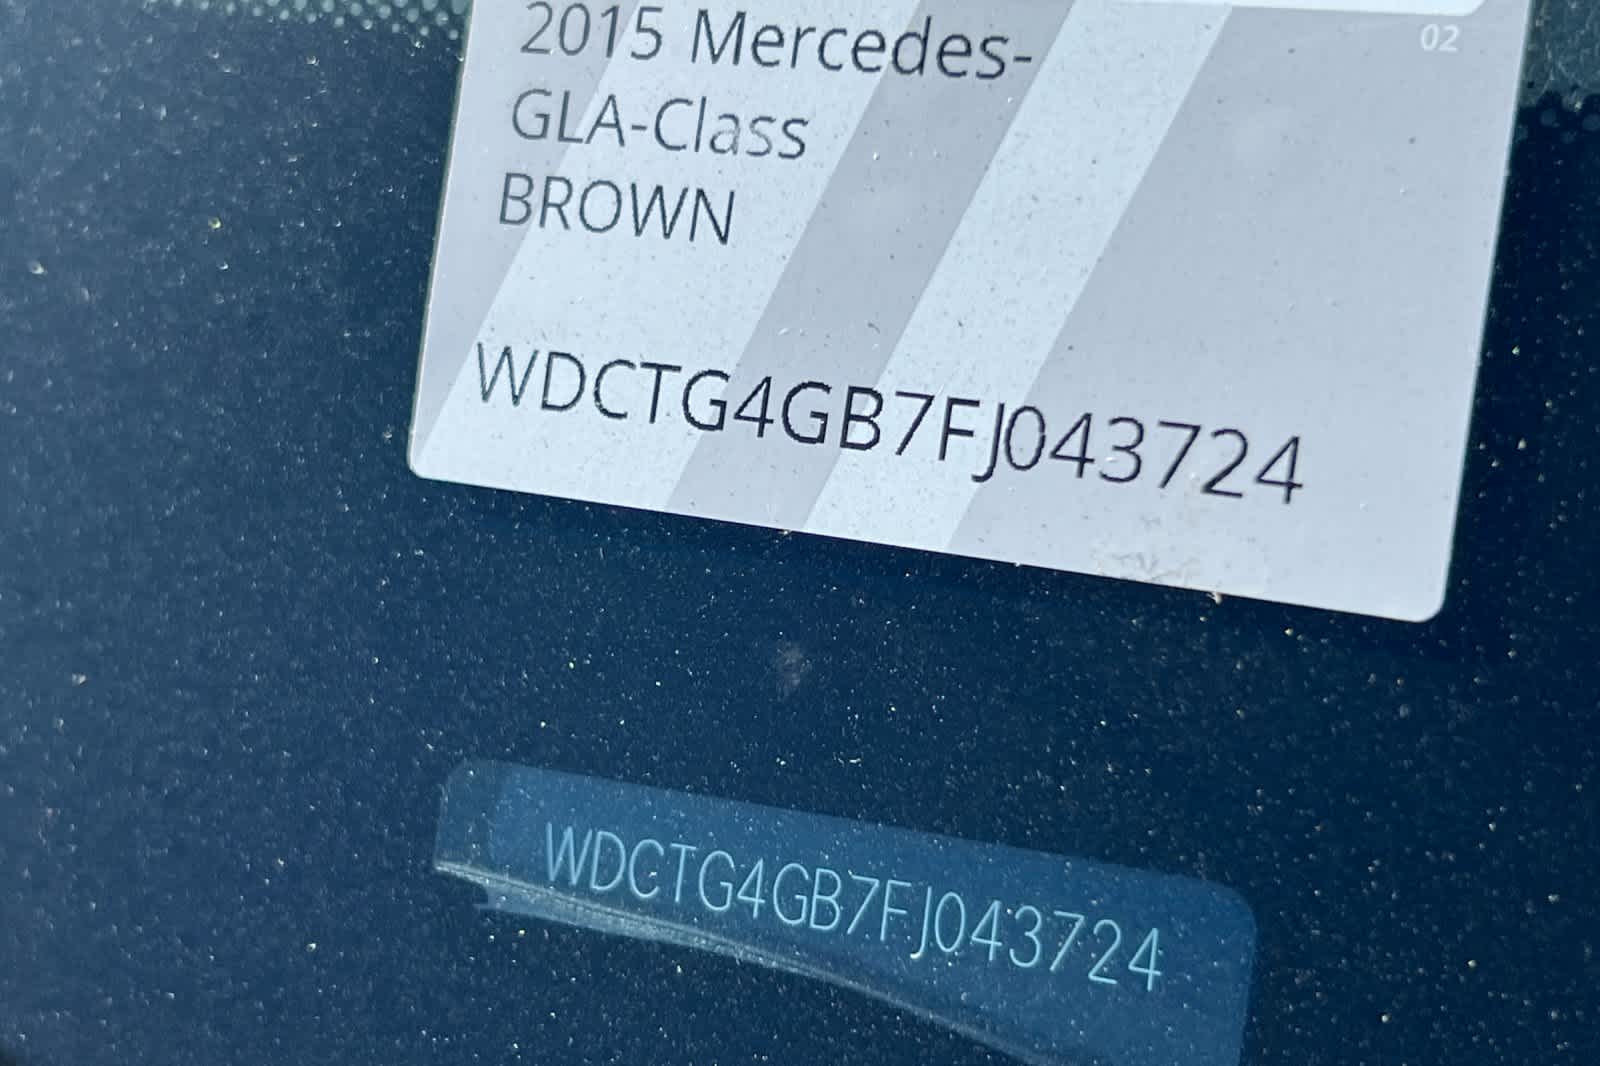 02
2015 Mercedes-
GLA-Class
BROWN
WDCTG4GB7FJ043724
WDCTG4GB7FJ043724